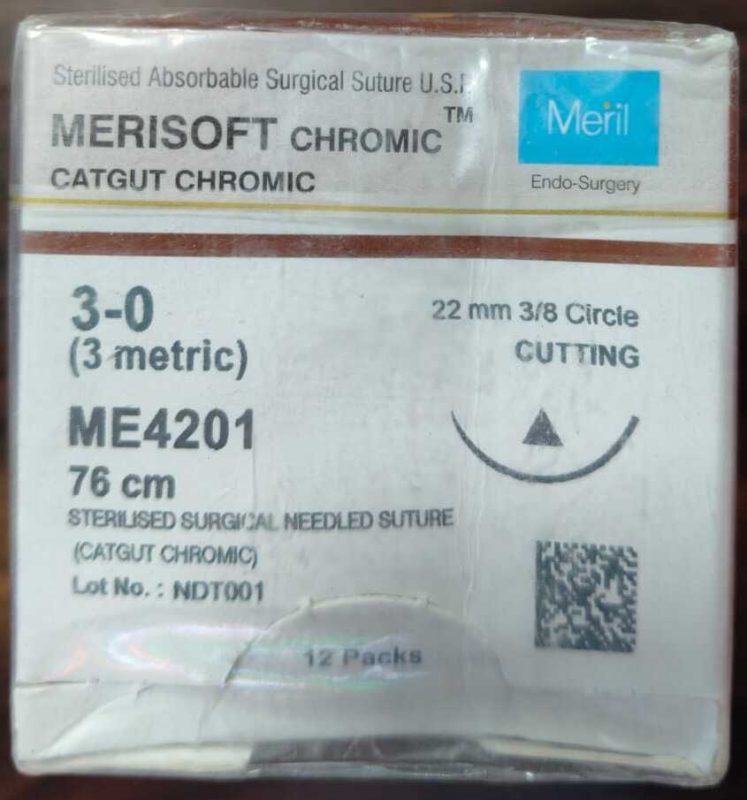 Sterilised Absorbable Surgical Suture U.S.P.
MERISOFT CHROMIC™
CATGUT CHROMIC
Meril
Endo-Surgery
3-0
(3 metric)
22 mm 3/8 Circle
CUTTING
ME4201
76 cm
STERILISED SURGICAL NEEDLED SUTURE
(CATGUT CHROMIC)
Lot No. : NDT001
12 Packs